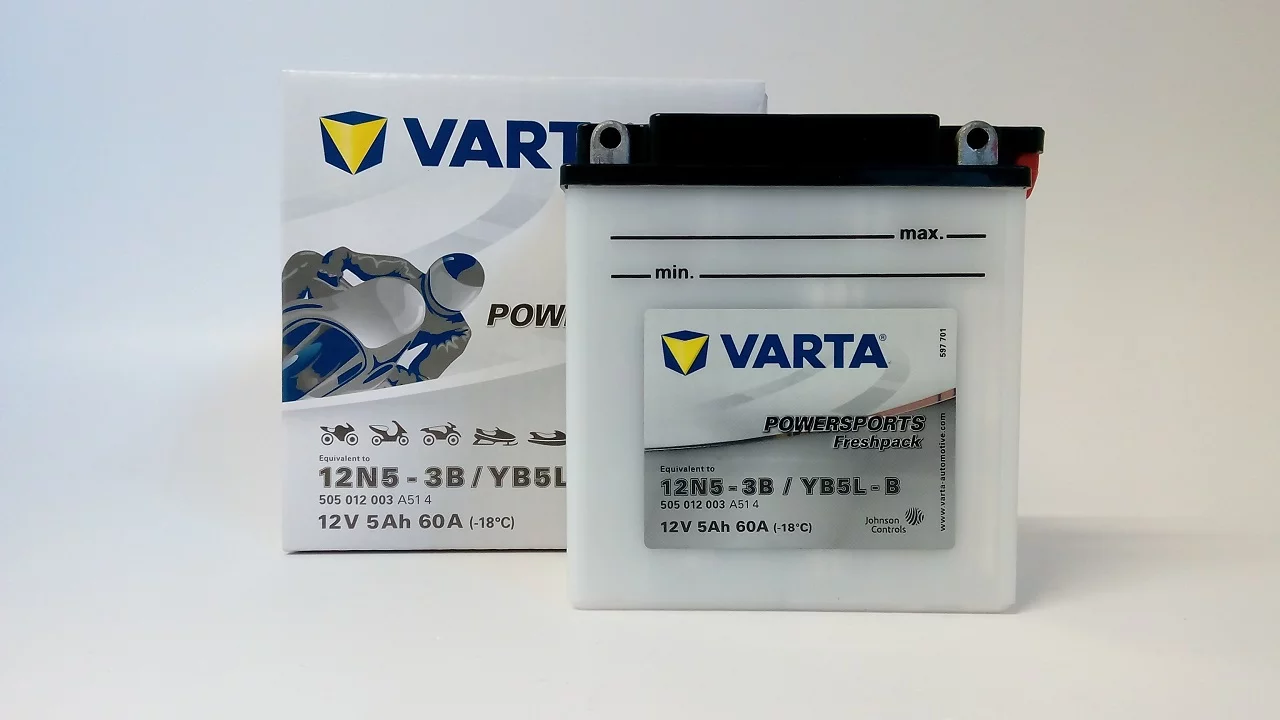 VART
POW
Equivalent to
12N5 - 3B / YB5L
505 012 003 A51 4
12V 5Ah 60A (-18°C)
max.
min.
VARTA®
597 701
POWERSPORTS
Freshpack
www.varta-automotive.com
Equivalent to
12N5 - 3B / YB5L - B
505 012 003 A51 4
12V 5Ah 60A (-18°C)
Johnson
Controls